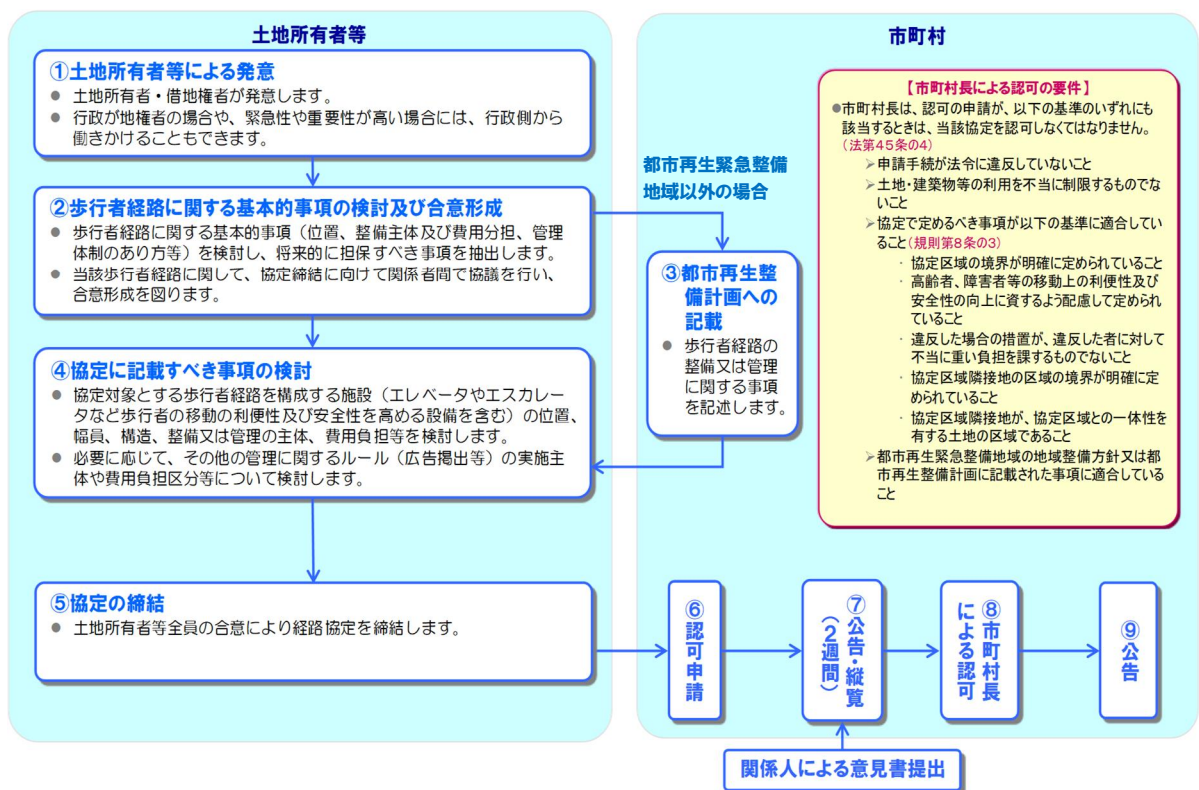 土地所有者等
①土地所有者等による発意
● 土地所有者・借地権者が発意します。
● 行政が地権者の場合や、緊急性や重要性が高い場合には、行政側から
働きかけることもできます。
②歩行者経路に関する基本的事項の検討及び合意形成
● 歩行者経路に関する基本的事項（位置、整備主体及び費用分担、管理
体制のあり方等）を検討し、将来的に担保すべき事項を抽出します。
● 当該歩行者経路に関して、協定締結に向けて関係者間で協議を行い、
合意形成を図ります。
都市再生緊急整備
地域以外の場合
③都市再生整
備計画への
記載
● 歩行者経路の
整備又は管理
に関する事項
を記述します。
④協定に記載すべき事項の検討
● 協定対象とする歩行者経路を構成する施設（エレベータやエスカレー
タなど歩行者の移動の利便性及び安全性を高める設備を含む）の位置、
幅員、構造、整備又は管理の主体、費用負担等を検討します。
● 必要に応じて、その他の管理に関するルール（広告掲出等）の実施主
体や費用負担区分等について検討します。
⑤協定の締結
● 土地所有者等全員の合意により経路協定を締結します。
市町村
【市町村長による認可の要件】
●市町村長は、認可の申請が、以下の基準のいずれにも
該当するときは、当該協定を認可しなくてはなりません。
（法第45条の4）
➢申請手続が法令に違反していないこと
➢土地・建築物等の利用を不当に制限するものでな
いこと
➢協定で定めるべき事項が以下の基準に適合してい
ること（規則第8条の3）
・ 協定区域の境界が明確に定められていること
・ 高齢者、障害者等の移動上の利便性及び
安全性の向上に資するよう配慮して定められ
ていること
・ 違反した場合の措置が、違反した者に対して
不当に重い負担を課するものでないこと
・ 協定区域隣接地の区域の境界が明確に定
められていること
・ 協定区域隣接地が、協定区域との一体性を
有する土地の区域であること
➢都市再生緊急整備地域の地域整備方針又は都
市再生整備計画に記載された事項に適合している
こと
⑥認可申請
⑦公告・縦覧
（２週間）
⑧市町村長
による認可
⑨公告
関係人による意見書提出